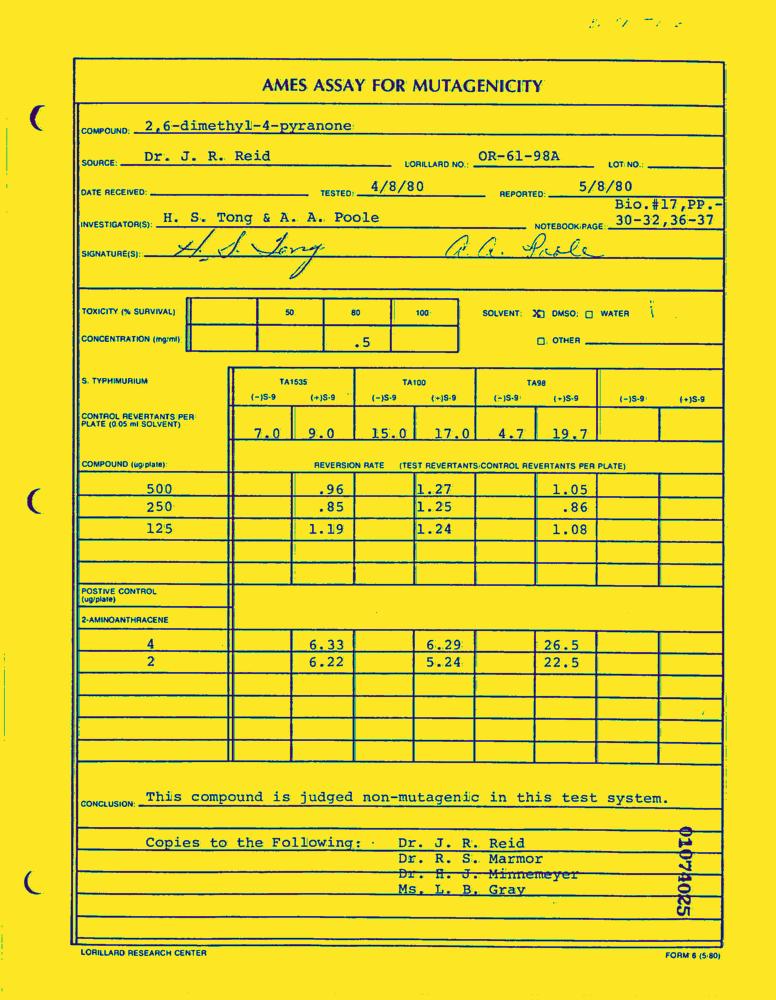 AMES ASSAY FOR MUTAGENICITY
COMPOUND: 2,6-dimethyl-4-pyranone
SOURCE: Dr. J. R. Reid LORILLARD NO.: OR-61-98A LOT NO.:
DATE RECEIVED: TESTED: 4/8/80 REPORTED: 5/8/80
Bio.#17,PP.-
INVESTIGATOR(S): H. S. Tong & A. A. Poole NOTEBOOK-PAGE: 30-32,36-37
SIGNATURE(S): H. S. Tong A. A. Poole
TOXICITY (% SURVIVAL) 50 80 100 SOLVENT: X DMSO; WATER
CONCENTRATION (mg/ml) .5 OTHER
S. TYPHIMURIUM TA1535 TA100 TA98
(-)S-9 (+)S-9 (-)S-9 (+)S-9 (-)S-9 (+)S-9 (-)S-9 (+)S-9
CONTROL REVERTANTS PER
PLATE (0.05 ml SOLVENT) 7.0 9.0 15.0 17.0 4.7 19.7
COMPOUND (ug/plate) REVERSION RATE (TEST REVERTANTS-CONTROL REVERTANTS PER PLATE)
500 .96 1.27 1.05
250 .85 1.25 .86
125 1.19 1.24 1.08
POSTIVE CONTROL
(ug/plate)
2-AMINOANTHRACENE
4 6.33 6.29 26.5
2 6.22 5.24 22.5
CONCLUSION: This compound is judged non-mutagenic in this test system.
Copies to the Following: Dr. J. R. Reid
Dr. R. S. Marmor
Dr. H. J. Minnemeyer
Ms. L. B. Gray
01074025
LORILLARD RESEARCH CENTER FORM 6 (5/80)